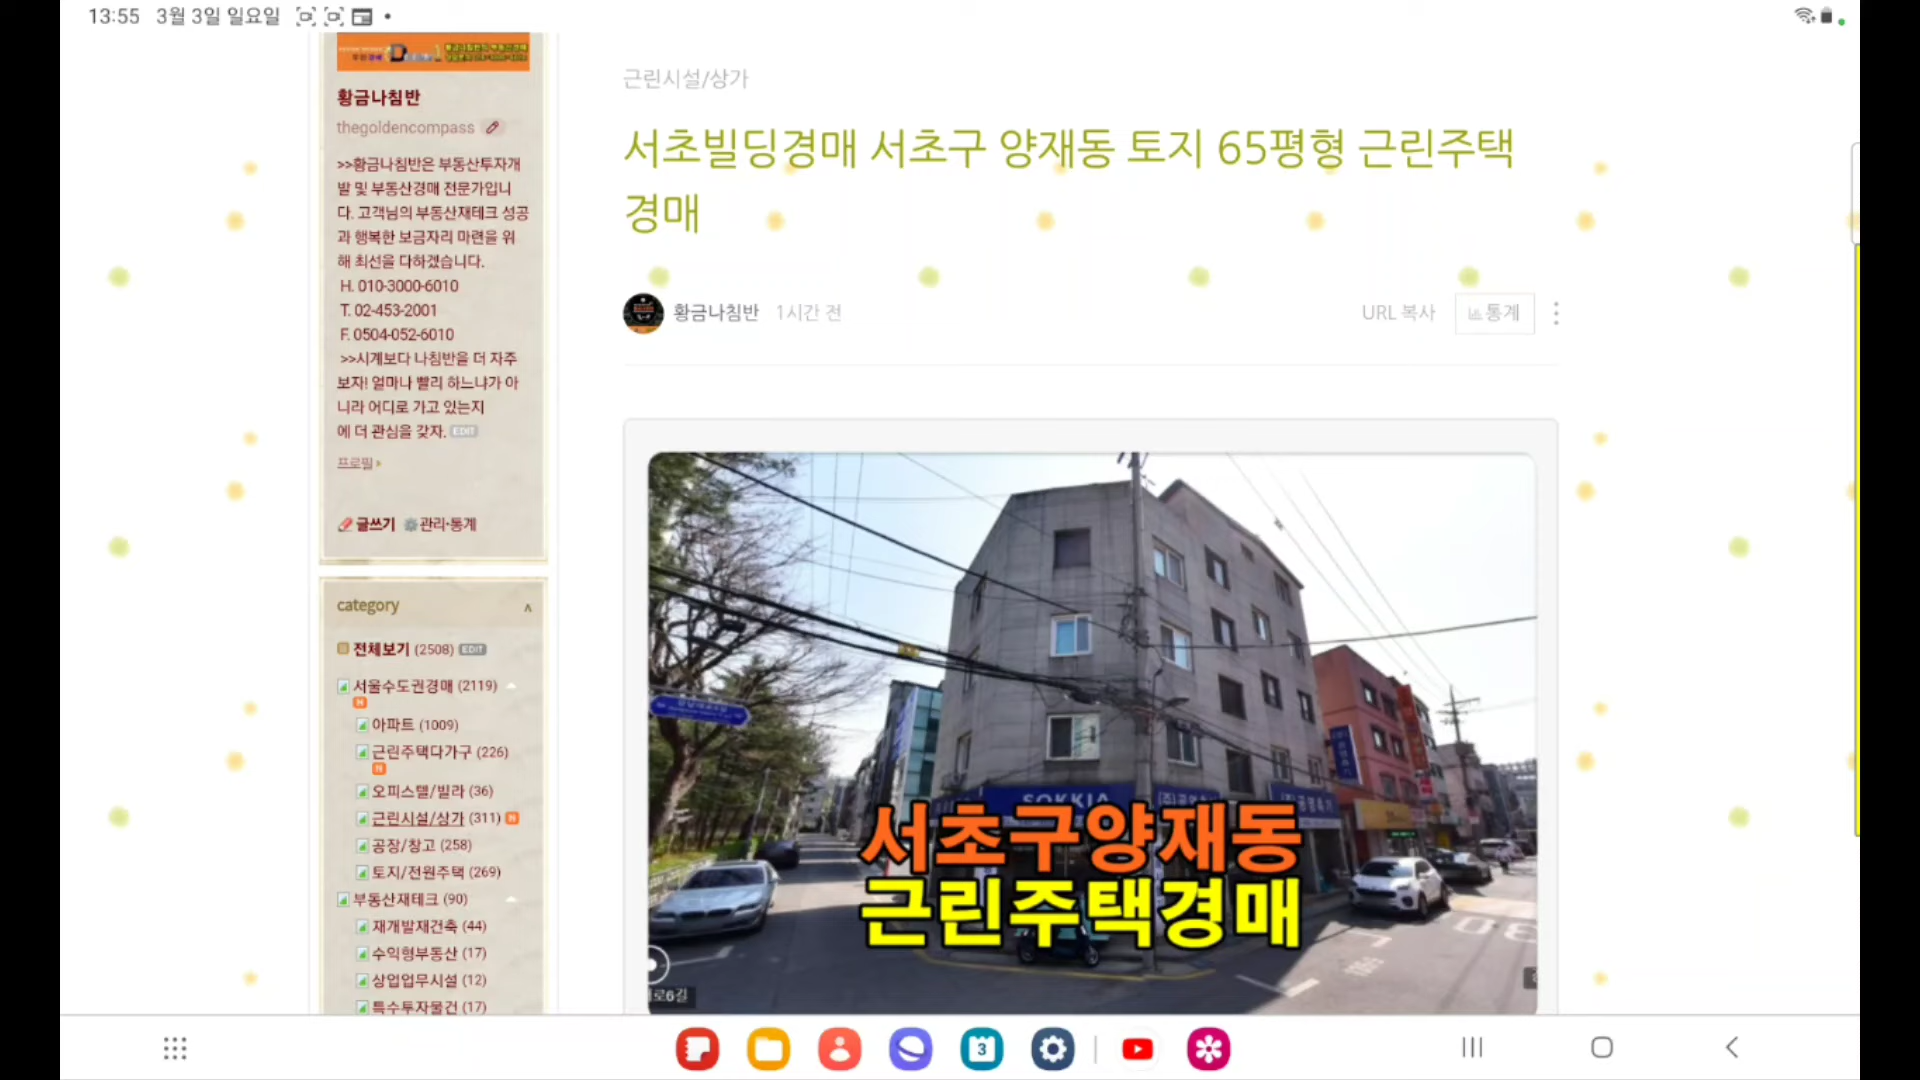 13:55 3월 3일 일요일
황금나침반
thegoldencompass
>>황금나침반은 부동산투자개
발 및 부동산경매 전문가입니
다. 고객님의 부동산재테크 성공
과 행복한 보금자리 마련을 위
해 최선을 다하겠습니다.
H. 010-3000-6010
T. 02-453-2001
F. 0504-052-6010
>>시계보다 나침반을 더 자주
보자! 얼마나 빨리 하느냐가 아
니라 어디로 가고 있는지
에 더 관심을 갖자. EDIT
프로필
글쓰기 관리·통계
category
전체보기 (2508) EDIT
서울수도권경매 (2119)
N
아파트 (1009)
근린주택다가구 (226)
N
오피스텔/빌라 (36)
근린시설/상가 (311) N
공장/창고 (258)
토지/전원주택 (269)
부동산재테크 (90)
재개발재건축 (44)
수익형부동산 (17)
상업업무시설 (12)
특수투자물건 (17)
근린시설/상가
서초빌딩경매 서초구 양재동 토지 65평형 근린주택
경매
황금나침반 1시간 전
URL 복사 통계
SOKKIA
서초구양재동
근린주택경매
로6길
3